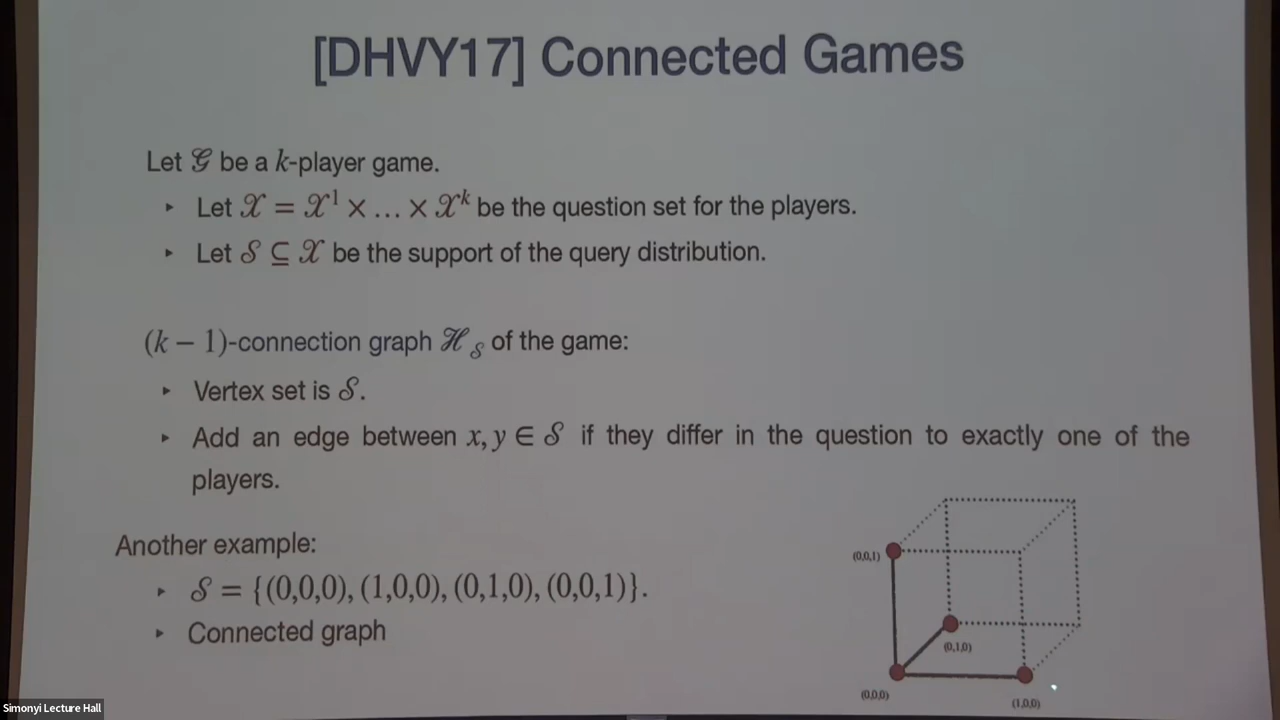 [DHVY17] Connected Games
Let 𝒢 be a k-player game.
‣ Let 𝒳 = 𝒳¹ × … × 𝒳ᵏ be the question set for the players.
‣ Let 𝒮 ⊆ 𝒳 be the support of the query distribution.
(k − 1)-connection graph ℋ_𝒮 of the game:
‣ Vertex set is 𝒮.
‣ Add an edge between x, y ∈ 𝒮 if they differ in the question to exactly one of the
players.
Another example:
‣ 𝒮 = {(0,0,0), (1,0,0), (0,1,0), (0,0,1)}.
‣ Connected graph
(0,0,1)
(0,1,0)
(0,0,0)
(1,0,0)
Simonyi Lecture Hall